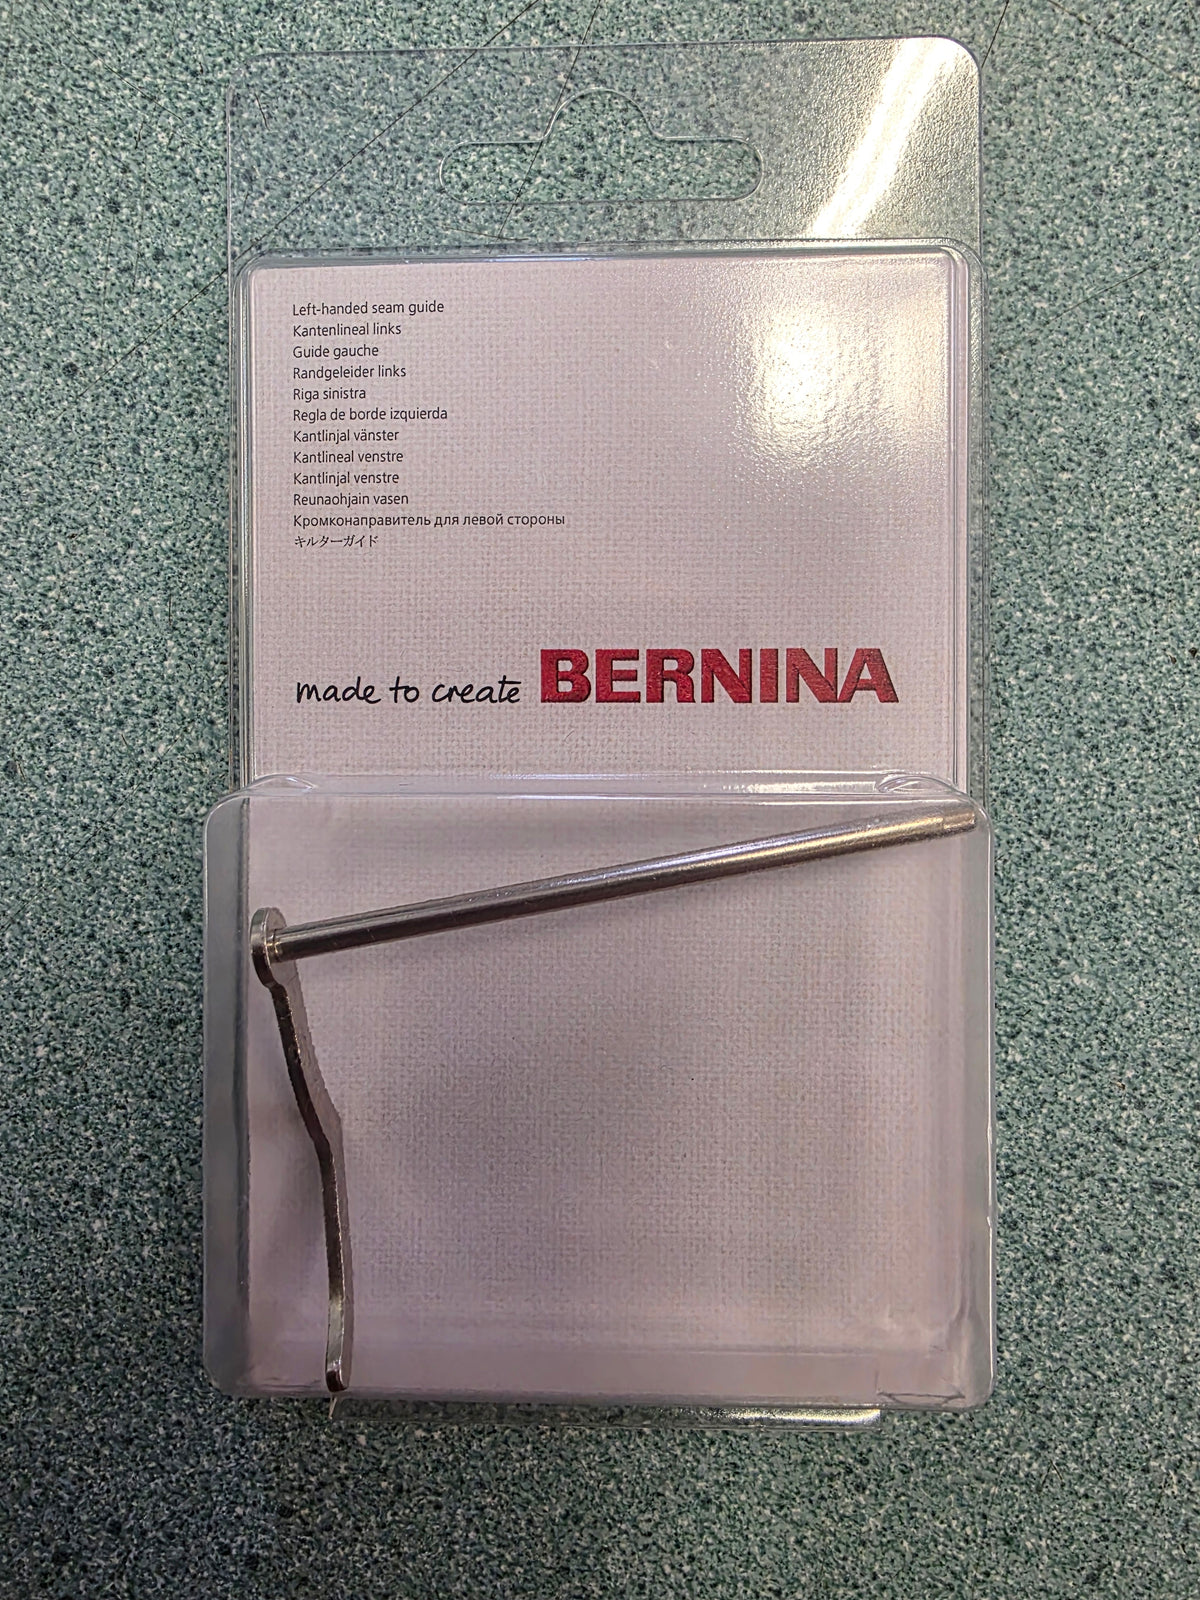 Left-handed seam guide
Kantenlineal links
Guide gauche
Randgeleider links
Riga sinistra
Regla de borde izquierda
Kantlinjal vänster
Kantlineal venstre
Kantlinjal venstre
Reunaohjain vasen
Кромконаправитель для левой стороны
キルターガイド
made to create BERNINA